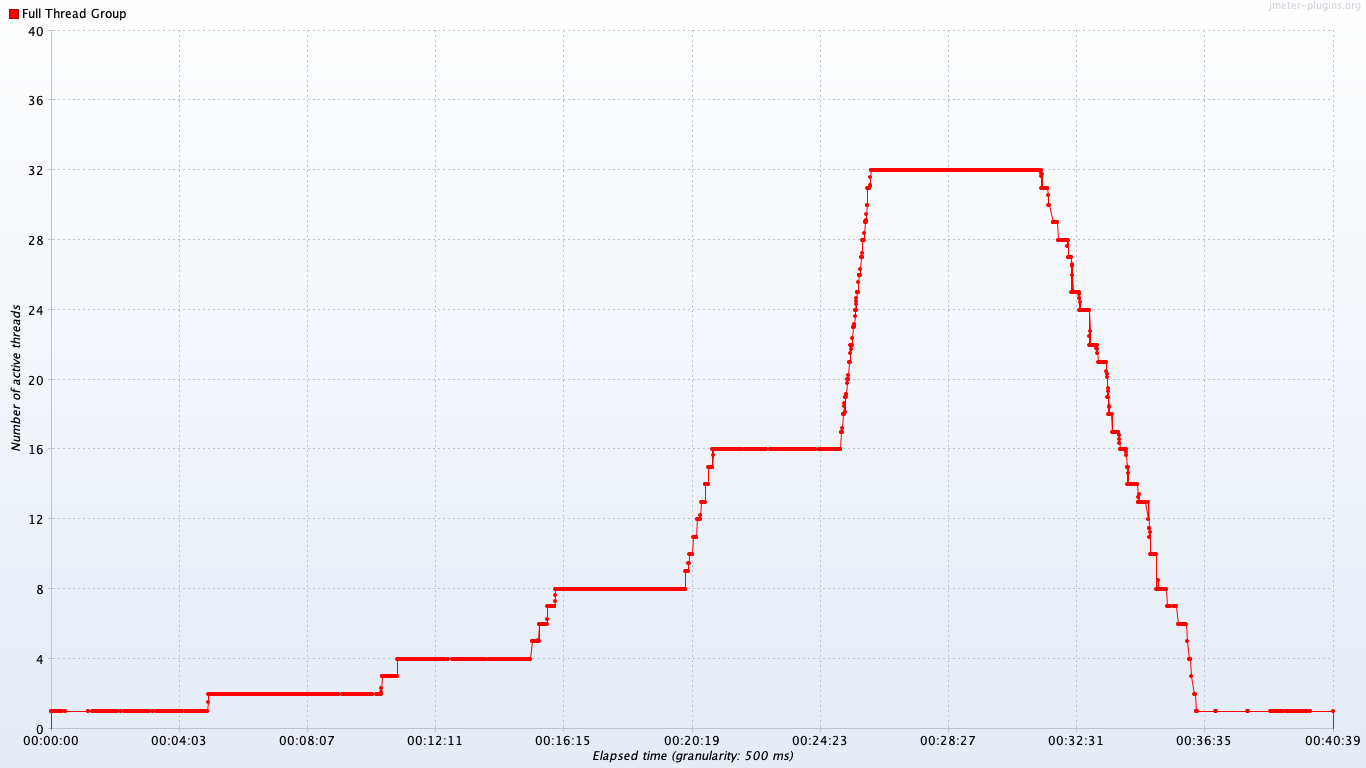 Full Thread Group
jmeter-plugins.org
40
36
32
28
24
20
16
12
8
4
0
Number of active threads
00:00:00 00:04:03 00:08:07 00:12:11 00:16:15 00:20:19 00:24:23 00:28:27 00:32:31 00:36:35 00:40:39
Elapsed time (granularity: 500 ms)